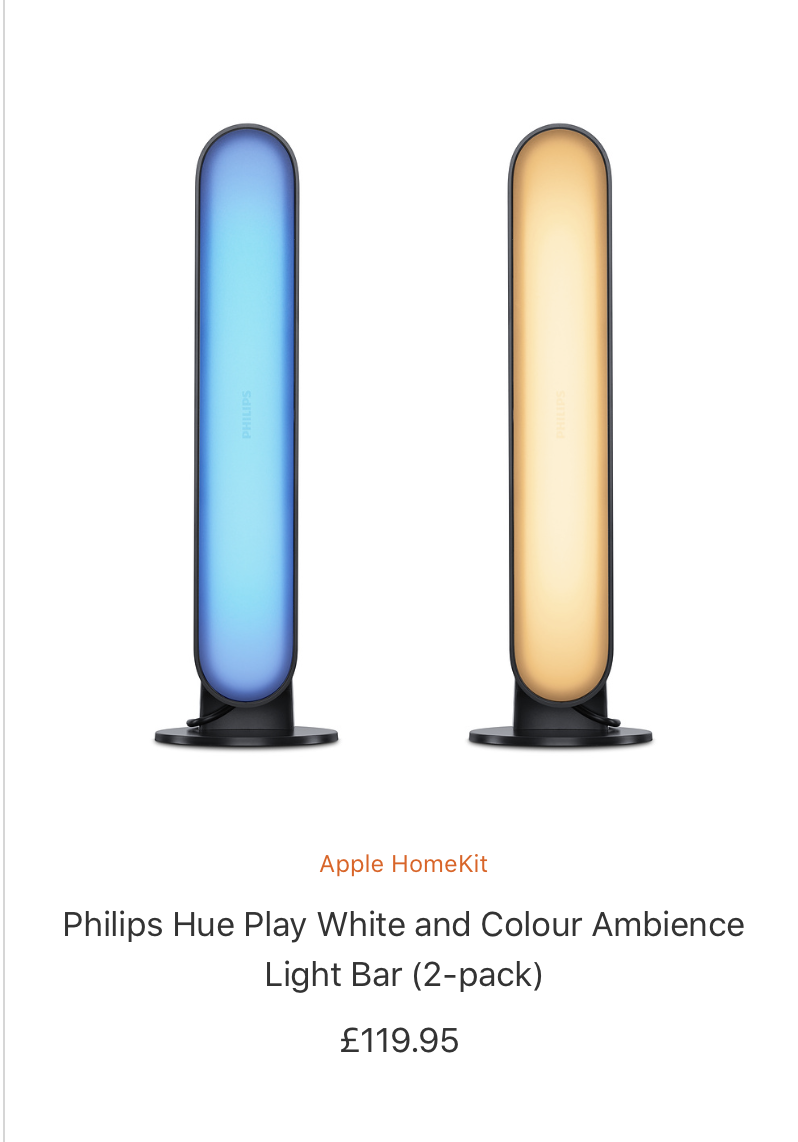 PHILIPS
PHILIPS
Apple HomeKit
Philips Hue Play White and Colour Ambience
Light Bar (2-pack)
£119.95